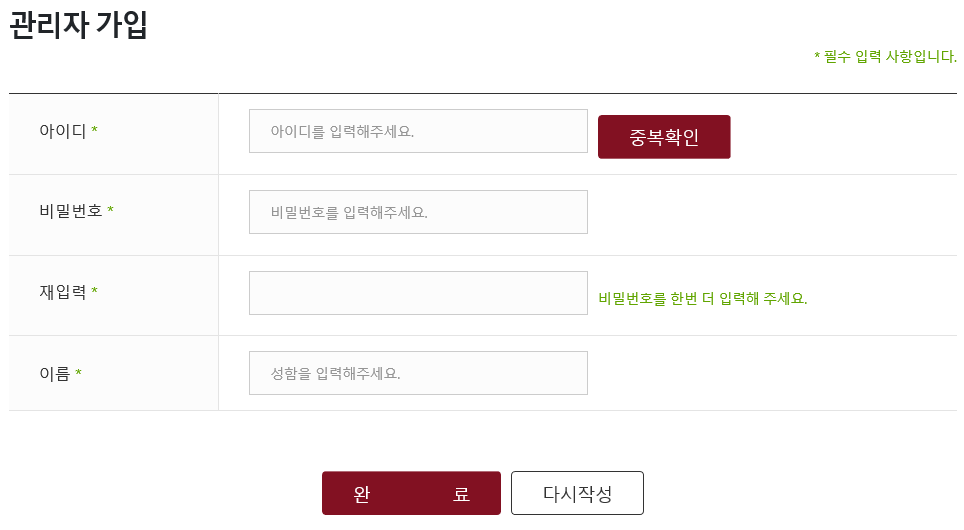 관리자 가입
* 필수 입력 사항입니다.
아이디 * 아이디를 입력해주세요. 중복확인
비밀번호 * 비밀번호를 입력해주세요.
재입력 * 비밀번호를 한번 더 입력해 주세요.
이름 * 성함을 입력해주세요.
완 료 다시작성